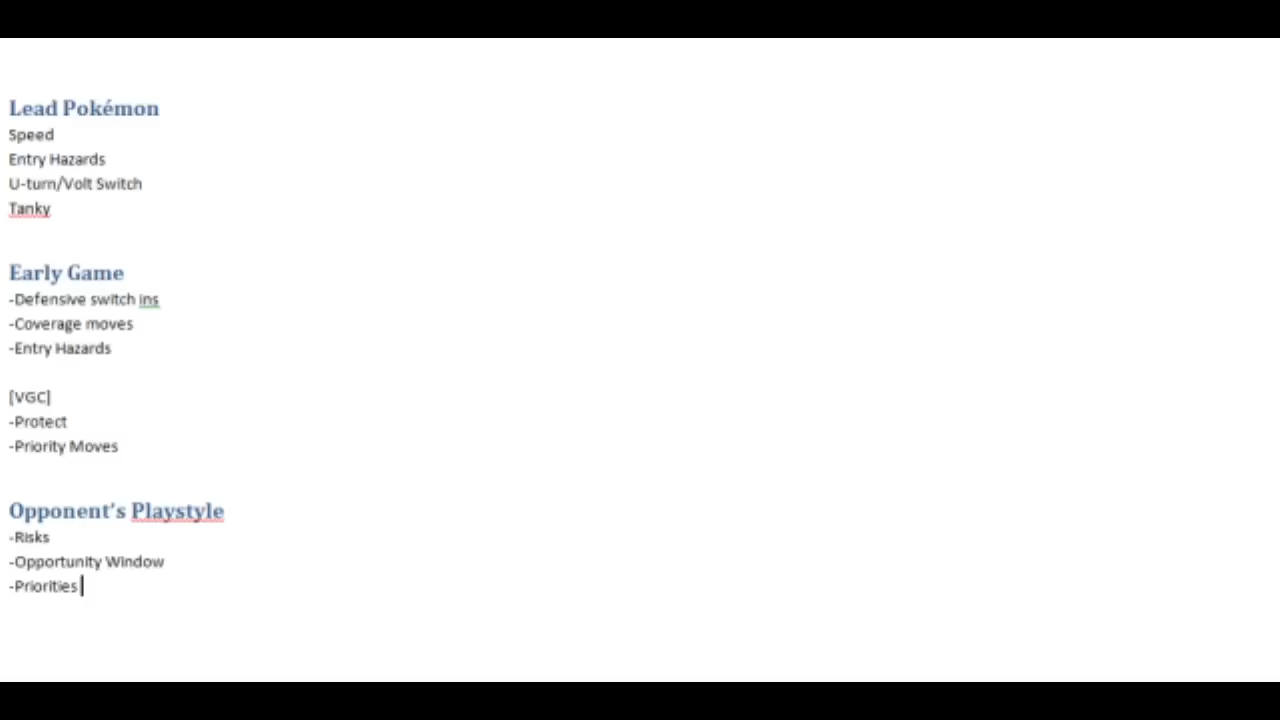 Lead Pokémon
Speed
Entry Hazards
U-turn/Volt Switch
Tanky
Early Game
-Defensive switch ins
-Coverage moves
-Entry Hazards
[VGC]
-Protect
-Priority Moves
Opponent's Playstyle
-Risks
-Opportunity Window
-Priorities